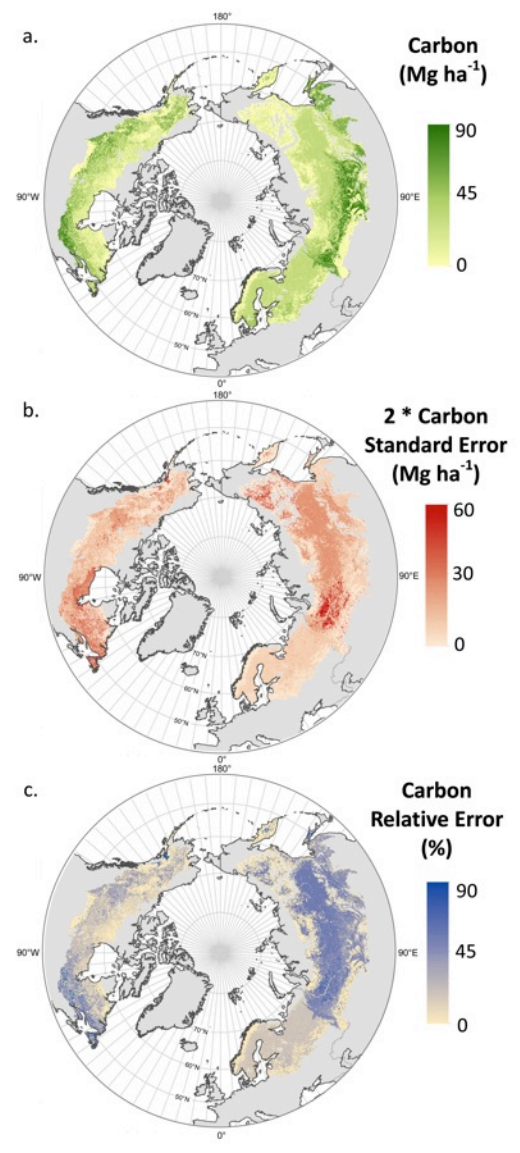 a.
180°
Carbon
(Mg ha⁻¹)
90
45
0
90°W
90°E
70°N
60°N
50°N
0°
b.
180°
2 * Carbon
Standard Error
(Mg ha⁻¹)
60
30
0
90°W
90°E
70°N
60°N
50°N
0°
c.
180°
Carbon
Relative Error
(%)
90
45
0
90°W
90°E
70°N
60°N
50°N
0°